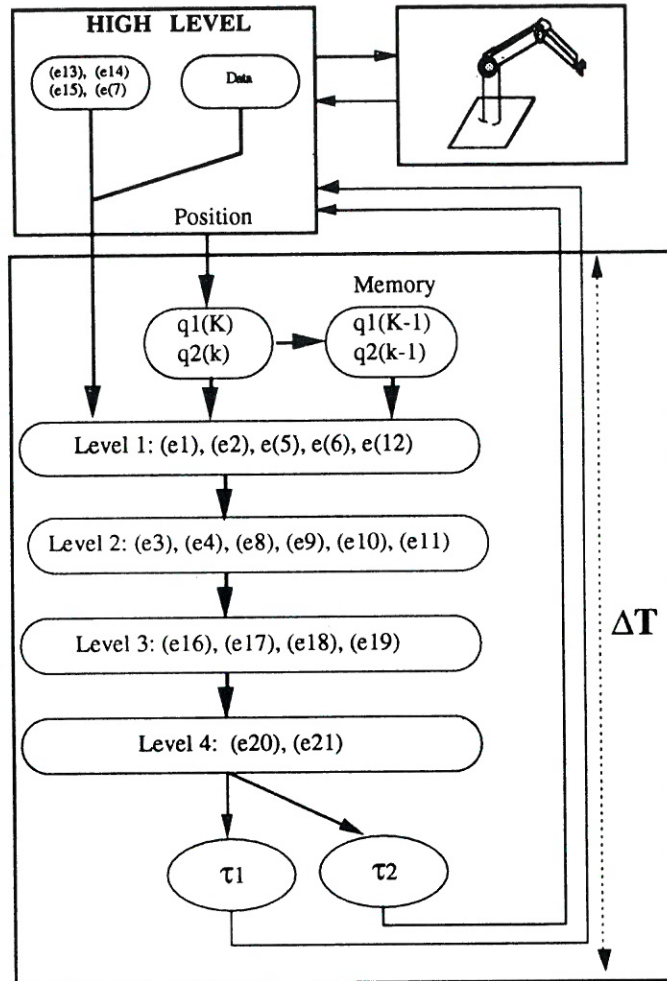 HIGH LEVEL
(e13), (e14)
(e15), (e(7)
Data
Position
Memory
q1(K)
q2(k)
q1(K-1)
q2(k-1)
Level 1: (e1), (e2), e(5), e(6), e(12)
Level 2: (e3), (e4), (e8), (e9), (e10), (e11)
Level 3: (e16), (e17), (e18), (e19)
Level 4: (e20), (e21)
ΔT
τ1
τ2